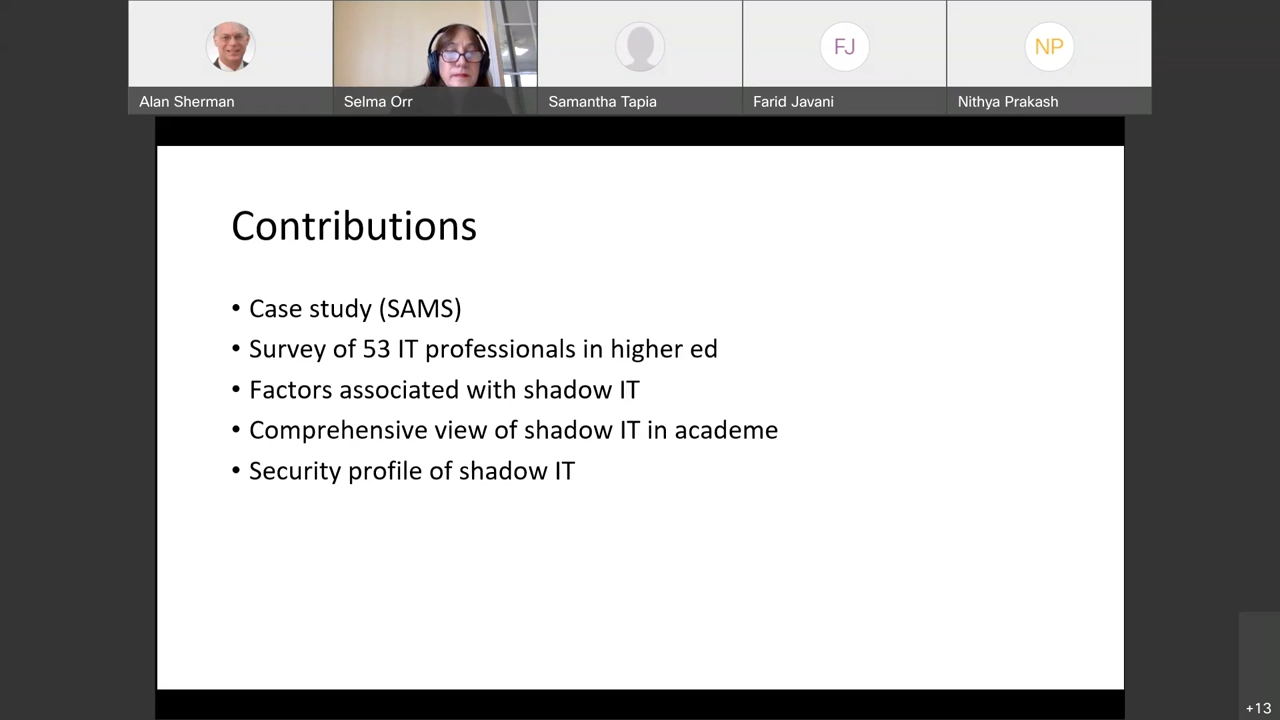 FJ
NP
Alan Sherman
Selma Orr
Samantha Tapia
Farid Javani
Nithya Prakash
Contributions
• Case study (SAMS)
• Survey of 53 IT professionals in higher ed
• Factors associated with shadow IT
• Comprehensive view of shadow IT in academe
• Security profile of shadow IT
+13